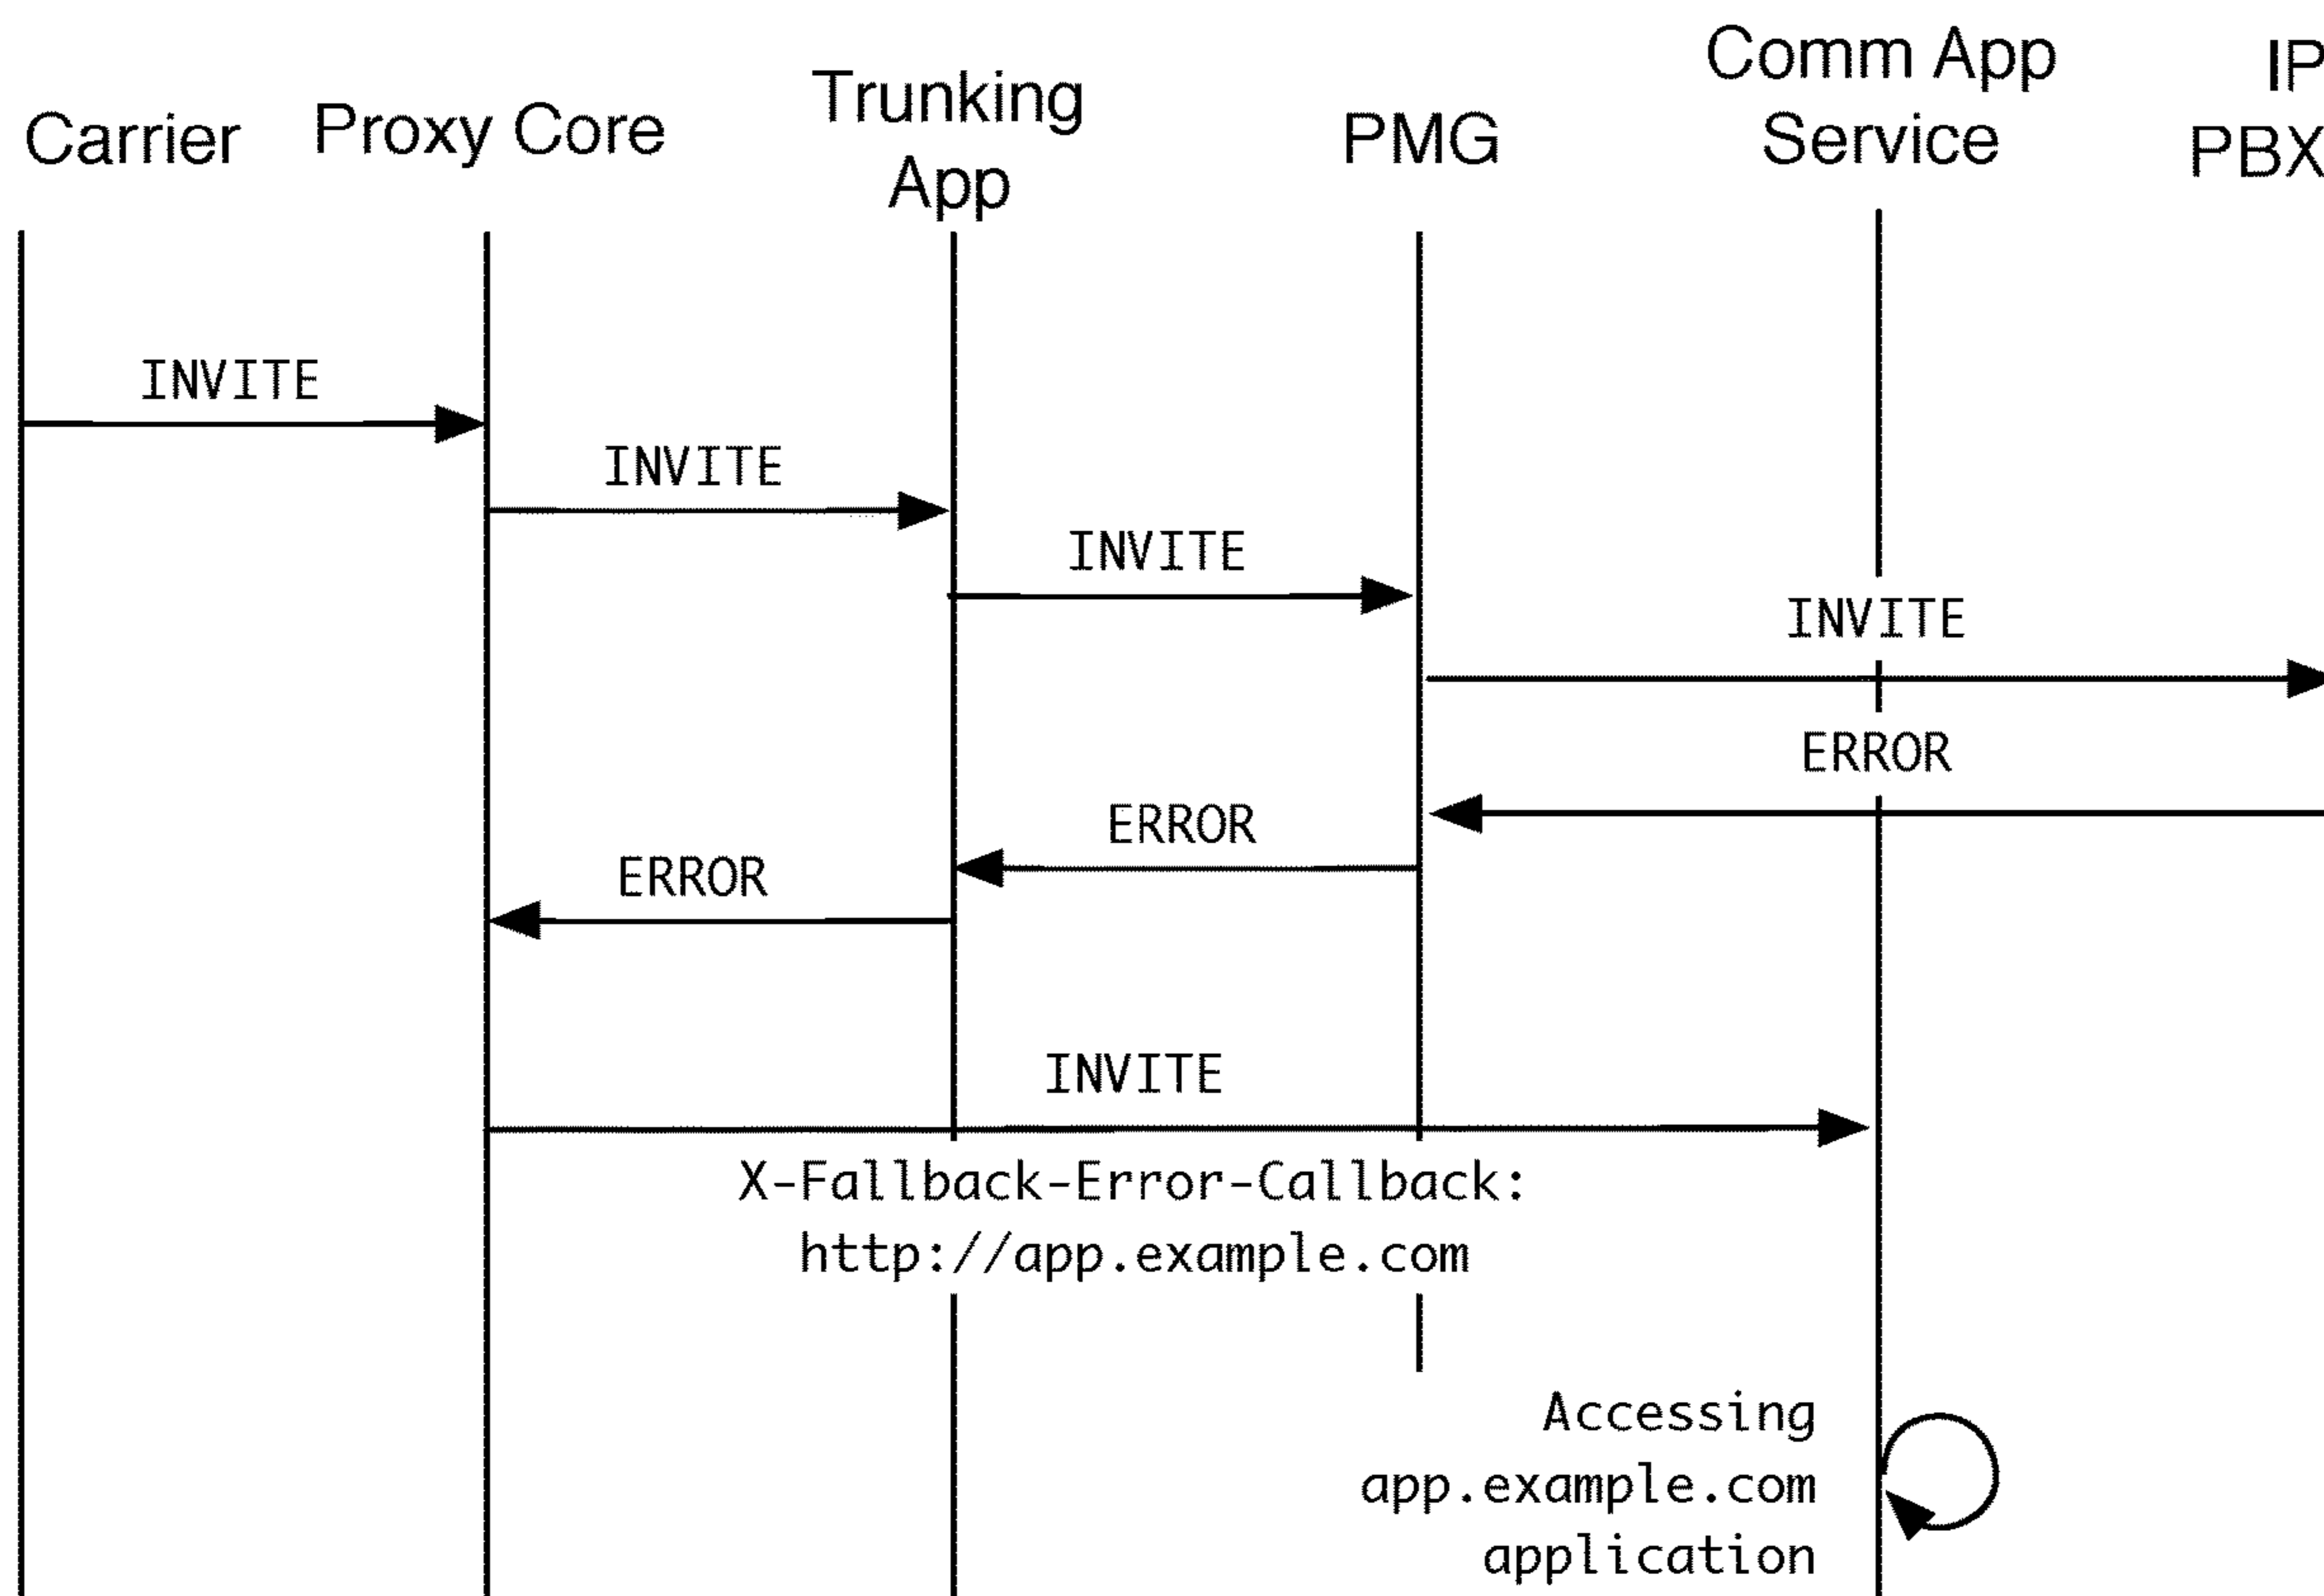 Carrier
Proxy Core
Trunking
App
PMG
Comm App
Service
IP
PBX
INVITE
INVITE
INVITE
INVITE
ERROR
ERROR
ERROR
INVITE
X-Fallback-Error-Callback:
http://app.example.com
Accessing
app.example.com
application